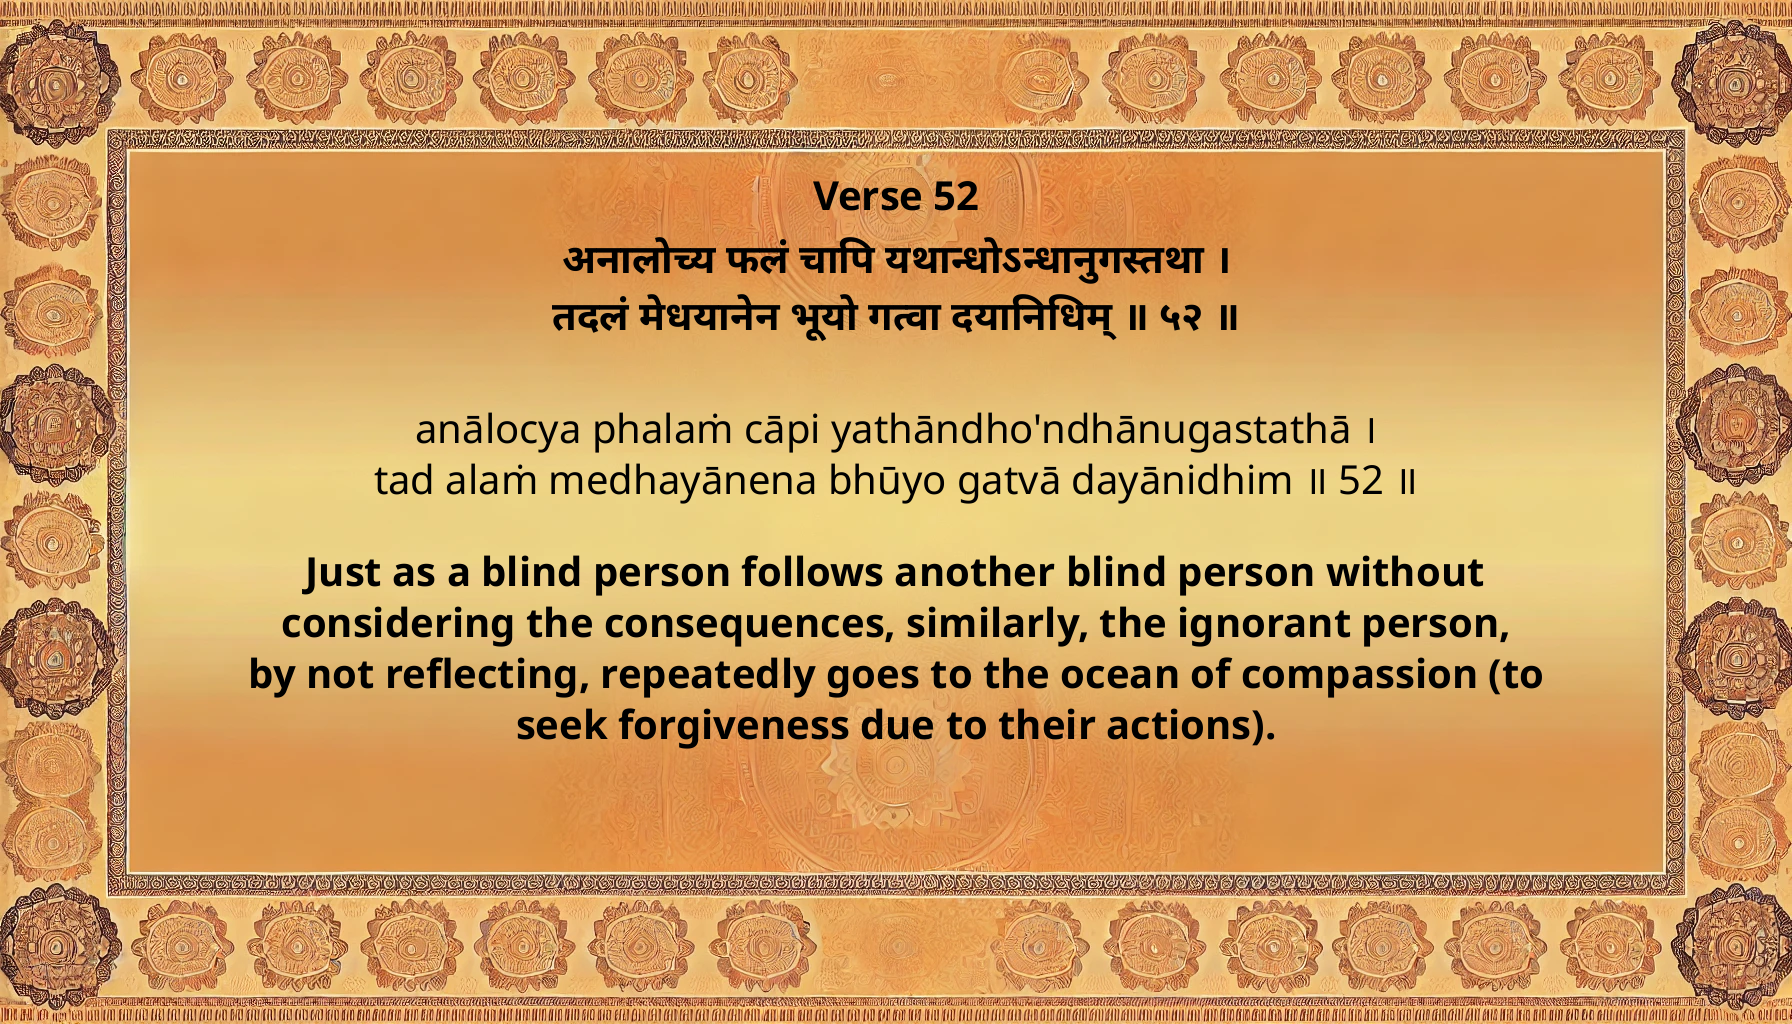 Verse 52
अनालोच्य फलं चापि यथान्धोऽन्धानुगस्तथा ।
तदलं मेधयानेन भूयो गत्वा दयानिधिम् ॥ ५२ ॥
anālocya phalaṁ cāpi yathāndho'ndhānugastathā ।
tad alaṁ medhayānena bhūyo gatvā dayānidhim ॥ 52 ॥
Just as a blind person follows another blind person without
considering the consequences, similarly, the ignorant person,
by not reflecting, repeatedly goes to the ocean of compassion (to
seek forgiveness due to their actions).